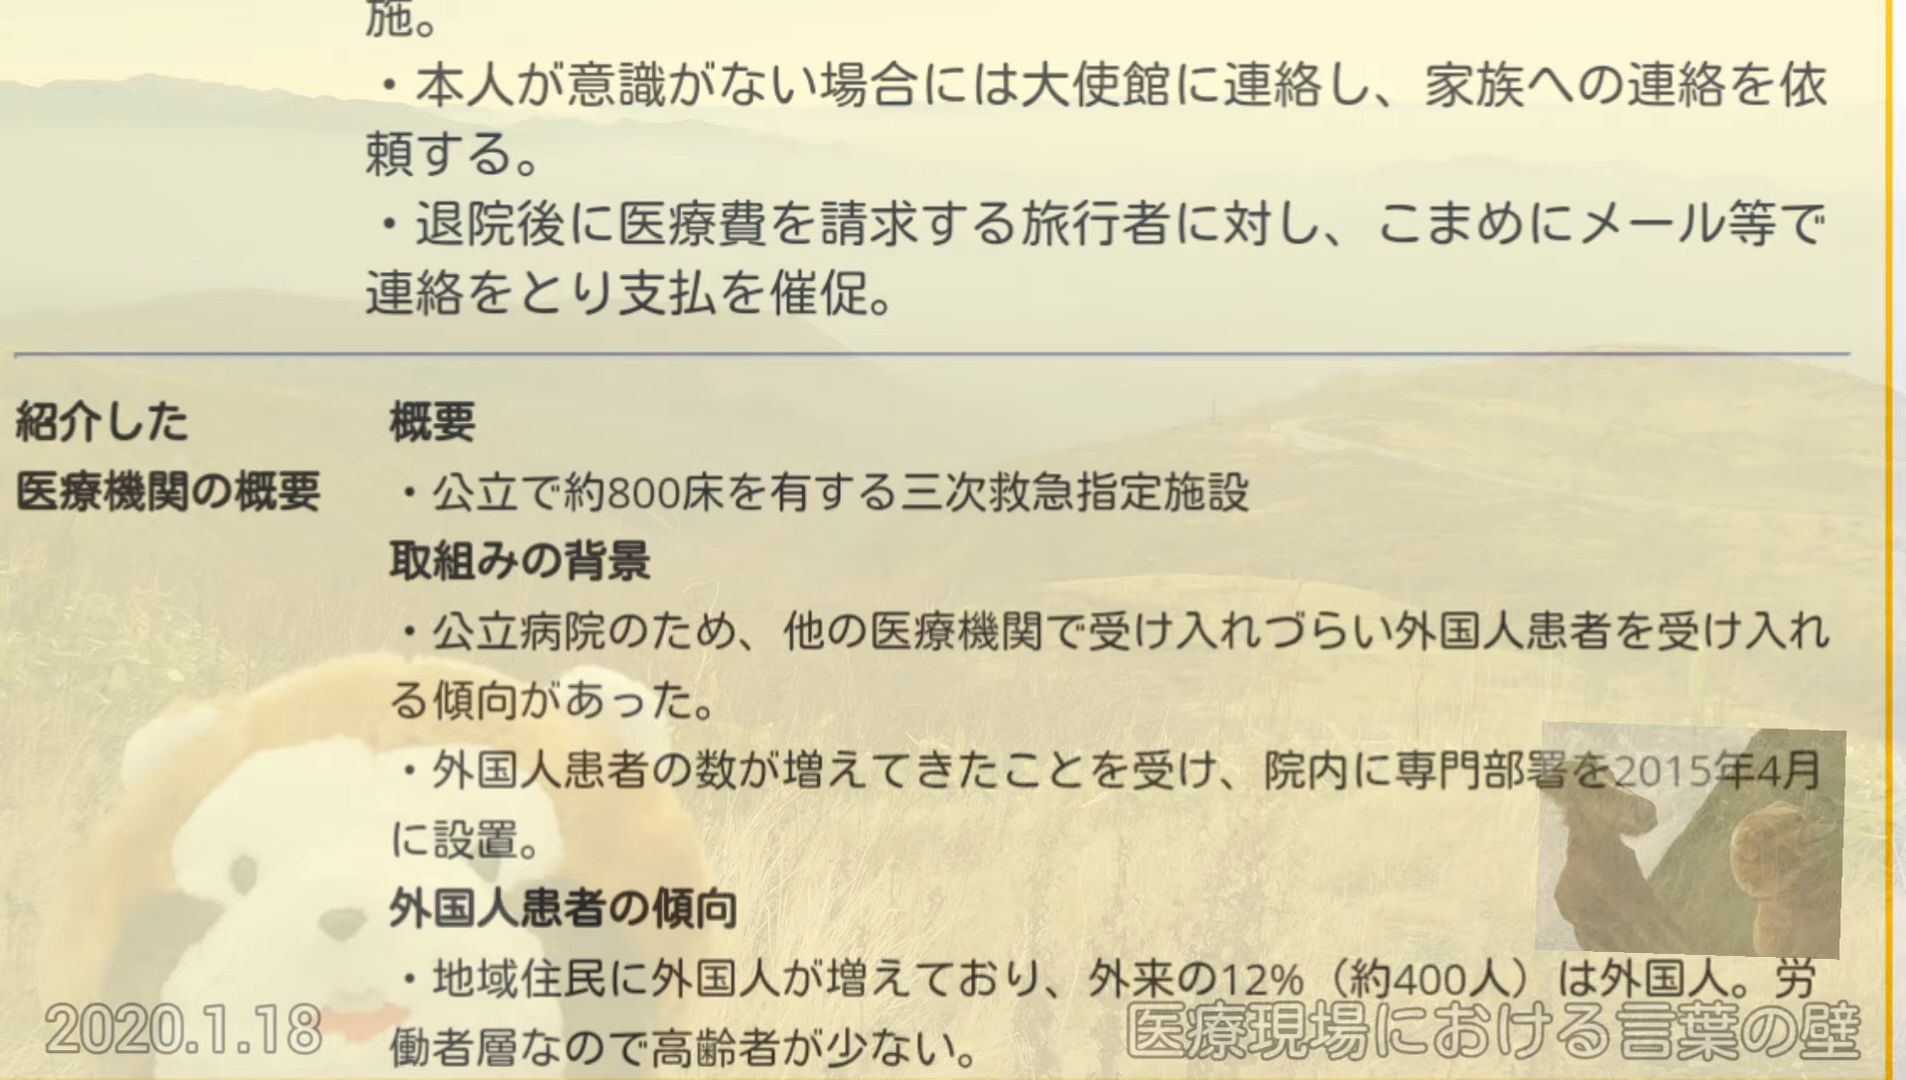 施。
・本人が意識がない場合には大使館に連絡し、家族への連絡を依
頼する。
・退院後に医療費を請求する旅行者に対し、こまめにメール等で
連絡をとり支払を催促。
紹介した
医療機関の概要
概要
・公立で約800床を有する三次救急指定施設
取組みの背景
・公立病院のため、他の医療機関で受け入れづらい外国人患者を受け入れ
る傾向があった。
・外国人患者の数が増えてきたことを受け、院内に専門部署を2015年4月
に設置。
外国人患者の傾向
・地域住民に外国人が増えており、外来の12%（約400人）は外国人。労
働者層なので高齢者が少ない。
2020.1.18
医療現場における言葉の壁